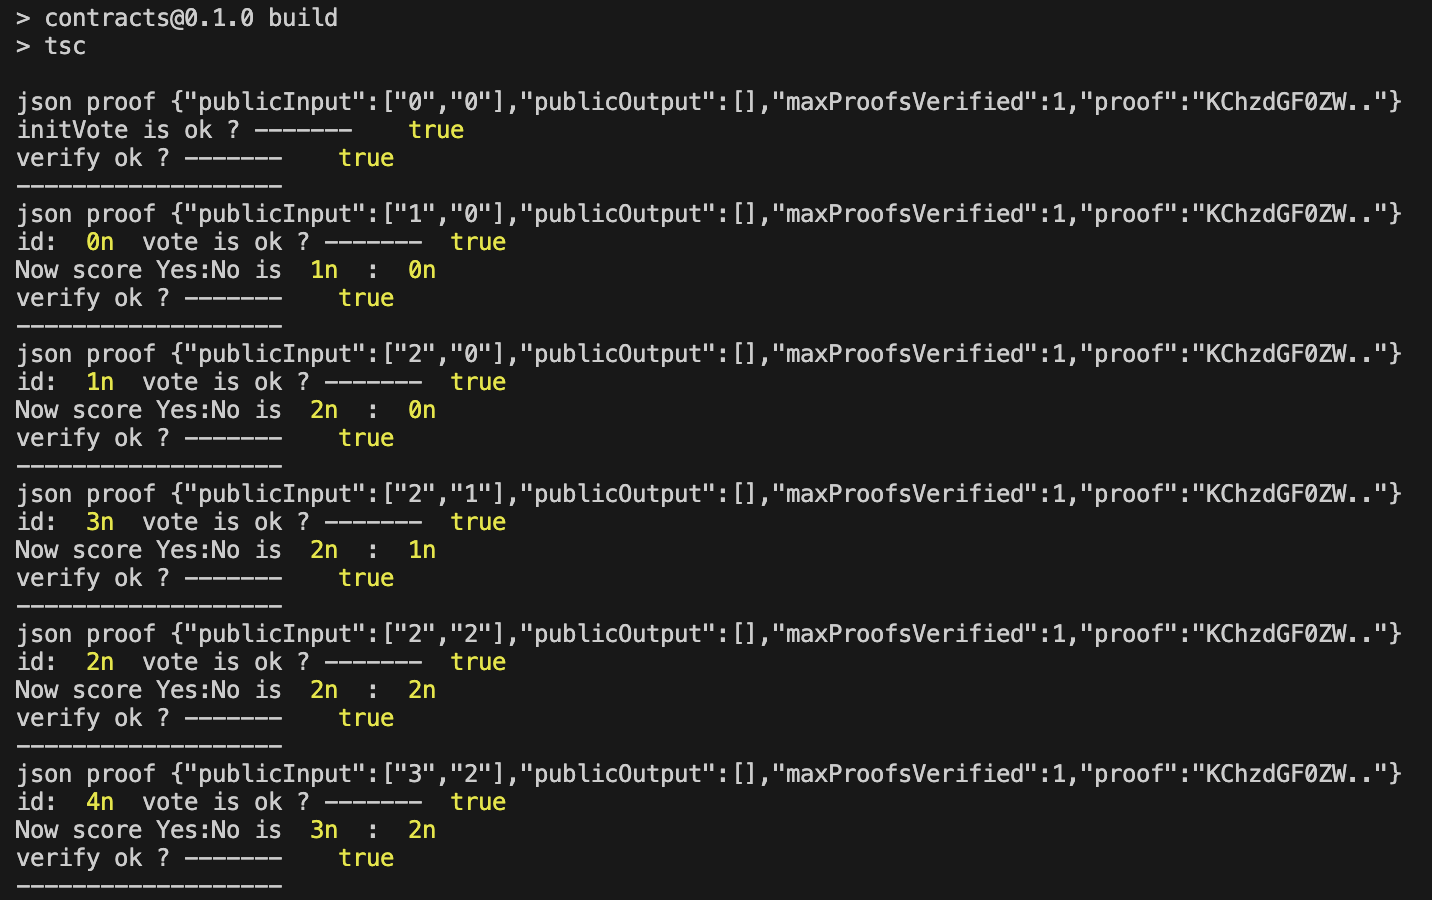 > contracts@0.1.0 build
> tsc
json proof {"publicInput":["0","0"],"publicOutput":[],"maxProofsVerified":1,"proof":"KChzdGF0ZW.."}
initVote is ok ? -------    true
verify ok ? -------    true
-------------------
json proof {"publicInput":["1","0"],"publicOutput":[],"maxProofsVerified":1,"proof":"KChzdGF0ZW.."}
id:  0n  vote is ok ? -------  true
Now score Yes:No is  1n  :  0n
verify ok ? -------    true
-------------------
json proof {"publicInput":["2","0"],"publicOutput":[],"maxProofsVerified":1,"proof":"KChzdGF0ZW.."}
id:  1n  vote is ok ? -------  true
Now score Yes:No is  2n  :  0n
verify ok ? -------    true
-------------------
json proof {"publicInput":["2","1"],"publicOutput":[],"maxProofsVerified":1,"proof":"KChzdGF0ZW.."}
id:  3n  vote is ok ? -------  true
Now score Yes:No is  2n  :  1n
verify ok ? -------    true
-------------------
json proof {"publicInput":["2","2"],"publicOutput":[],"maxProofsVerified":1,"proof":"KChzdGF0ZW.."}
id:  2n  vote is ok ? -------  true
Now score Yes:No is  2n  :  2n
verify ok ? -------    true
-------------------
json proof {"publicInput":["3","2"],"publicOutput":[],"maxProofsVerified":1,"proof":"KChzdGF0ZW.."}
id:  4n  vote is ok ? -------  true
Now score Yes:No is  3n  :  2n
verify ok ? -------    true
-------------------